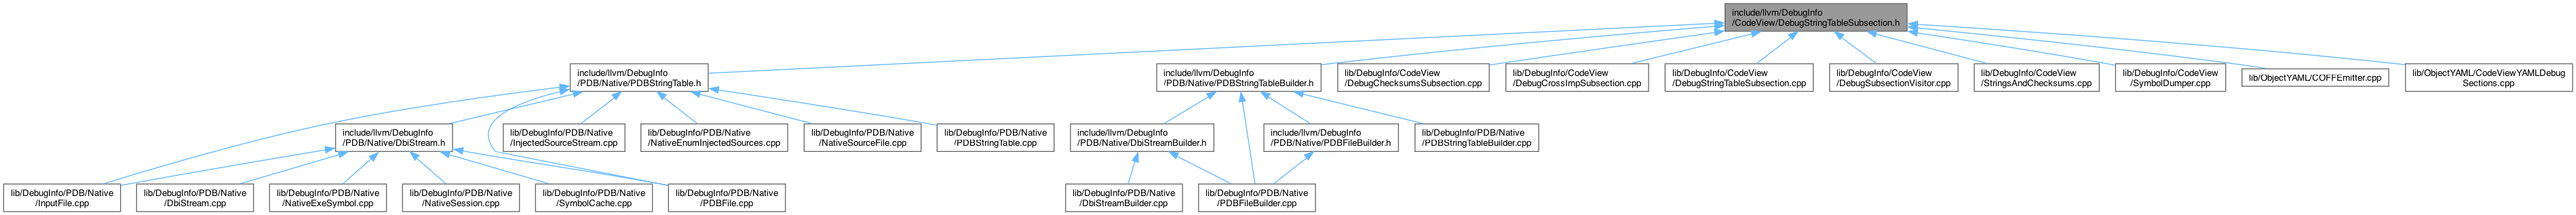 include/llvm/DebugInfo
/CodeView/DebugStringTableSubsection.h
include/llvm/DebugInfo
/PDB/Native/PDBStringTable.h
include/llvm/DebugInfo
/PDB/Native/PDBStringTableBuilder.h
lib/DebugInfo/CodeView
/DebugChecksumsSubsection.cpp
lib/DebugInfo/CodeView
/DebugCrossImpSubsection.cpp
lib/DebugInfo/CodeView
/DebugStringTableSubsection.cpp
lib/DebugInfo/CodeView
/DebugSubsectionVisitor.cpp
lib/DebugInfo/CodeView
/StringsAndChecksums.cpp
lib/DebugInfo/CodeView
/SymbolDumper.cpp
lib/ObjectYAML/COFFEmitter.cpp
lib/ObjectYAML/CodeViewYAMLDebug
Sections.cpp
include/llvm/DebugInfo
/PDB/Native/DbiStream.h
lib/DebugInfo/PDB/Native
/InjectedSourceStream.cpp
lib/DebugInfo/PDB/Native
/NativeEnumInjectedSources.cpp
lib/DebugInfo/PDB/Native
/NativeSourceFile.cpp
lib/DebugInfo/PDB/Native
/PDBStringTable.cpp
include/llvm/DebugInfo
/PDB/Native/DbiStreamBuilder.h
include/llvm/DebugInfo
/PDB/Native/PDBFileBuilder.h
lib/DebugInfo/PDB/Native
/PDBStringTableBuilder.cpp
lib/DebugInfo/PDB/Native
/InputFile.cpp
lib/DebugInfo/PDB/Native
/DbiStream.cpp
lib/DebugInfo/PDB/Native
/NativeExeSymbol.cpp
lib/DebugInfo/PDB/Native
/NativeSession.cpp
lib/DebugInfo/PDB/Native
/SymbolCache.cpp
lib/DebugInfo/PDB/Native
/PDBFile.cpp
lib/DebugInfo/PDB/Native
/DbiStreamBuilder.cpp
lib/DebugInfo/PDB/Native
/PDBFileBuilder.cpp